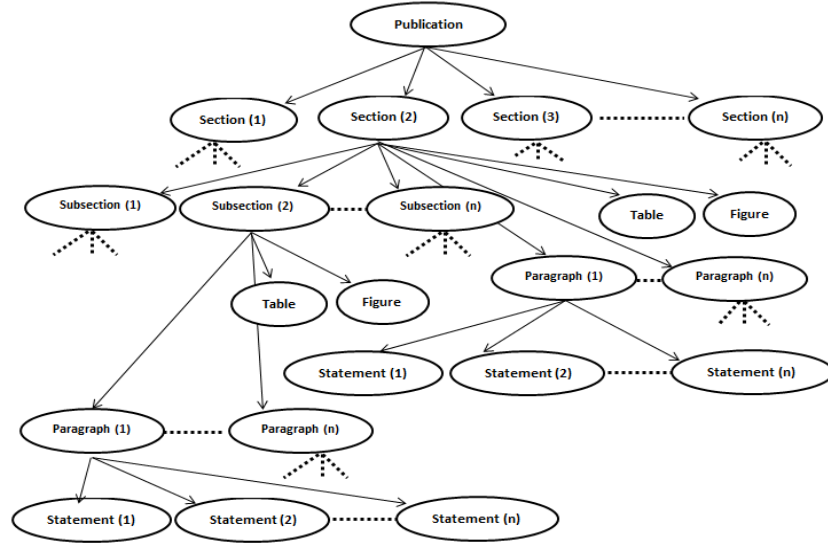 Publication
Section (1)
Section (2)
Section (3)
Section (n)
Subsection (1)
Subsection (2)
Subsection (n)
Table
Figure
Paragraph (1)
Paragraph (n)
Table
Figure
Statement (1)
Statement (2)
Statement (n)
Paragraph (1)
Paragraph (n)
Statement (1)
Statement (2)
Statement (n)